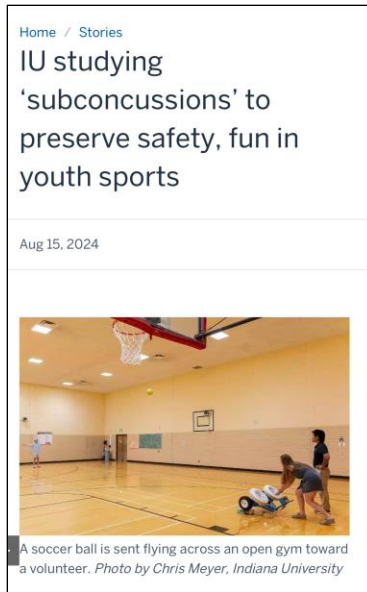 Home / Stories
IU studying
‘subconcussions’ to
preserve safety, fun in
youth sports
Aug 15, 2024
A soccer ball is sent flying across an open gym toward
a volunteer. Photo by Chris Meyer, Indiana University